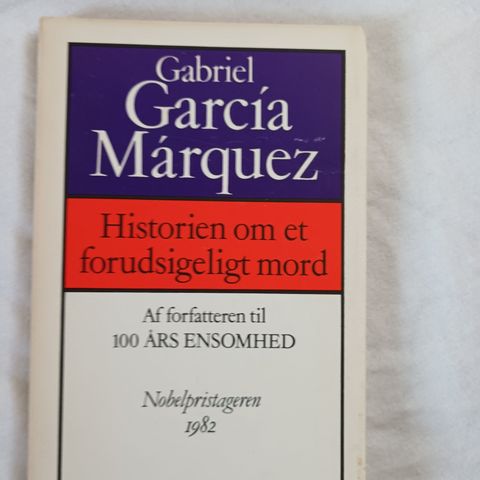 Gabriel
García
Márquez
Historien om et
forudsigeligt mord
Af forfatteren til
100 ÅRS ENSOMHED
Nobelpristageren
1982